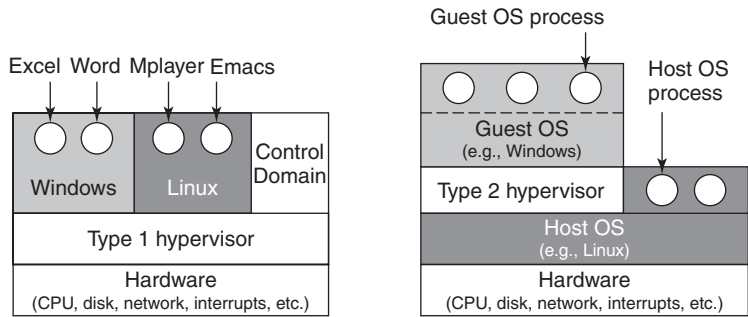 Excel Word Mplayer Emacs
Windows
Linux
Control
Domain
Type 1 hypervisor
Hardware
(CPU, disk, network, interrupts, etc.)
Guest OS process
Host OS
process
Guest OS
(e.g., Windows)
Type 2 hypervisor
Host OS
(e.g., Linux)
Hardware
(CPU, disk, network, interrupts, etc.)